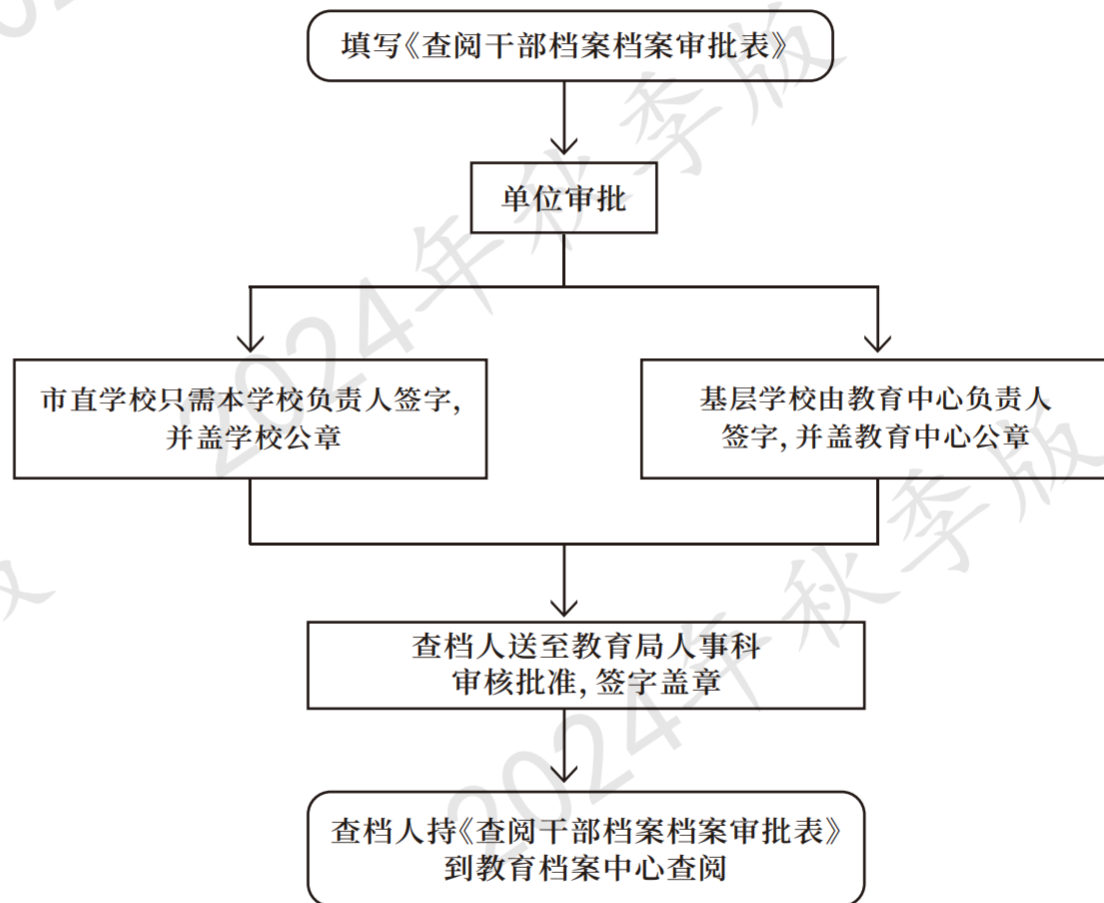 填写《查阅干部档案档案审批表》
单位审批
市直学校只需本学校负责人签字,
并盖学校公章
基层学校由教育中心负责人
签字, 并盖教育中心公章
查档人送至教育局人事科
审核批准, 签字盖章
查档人持《查阅干部档案档案审批表》
到教育档案中心查阅
2024年秋季版
2024年秋季版
版